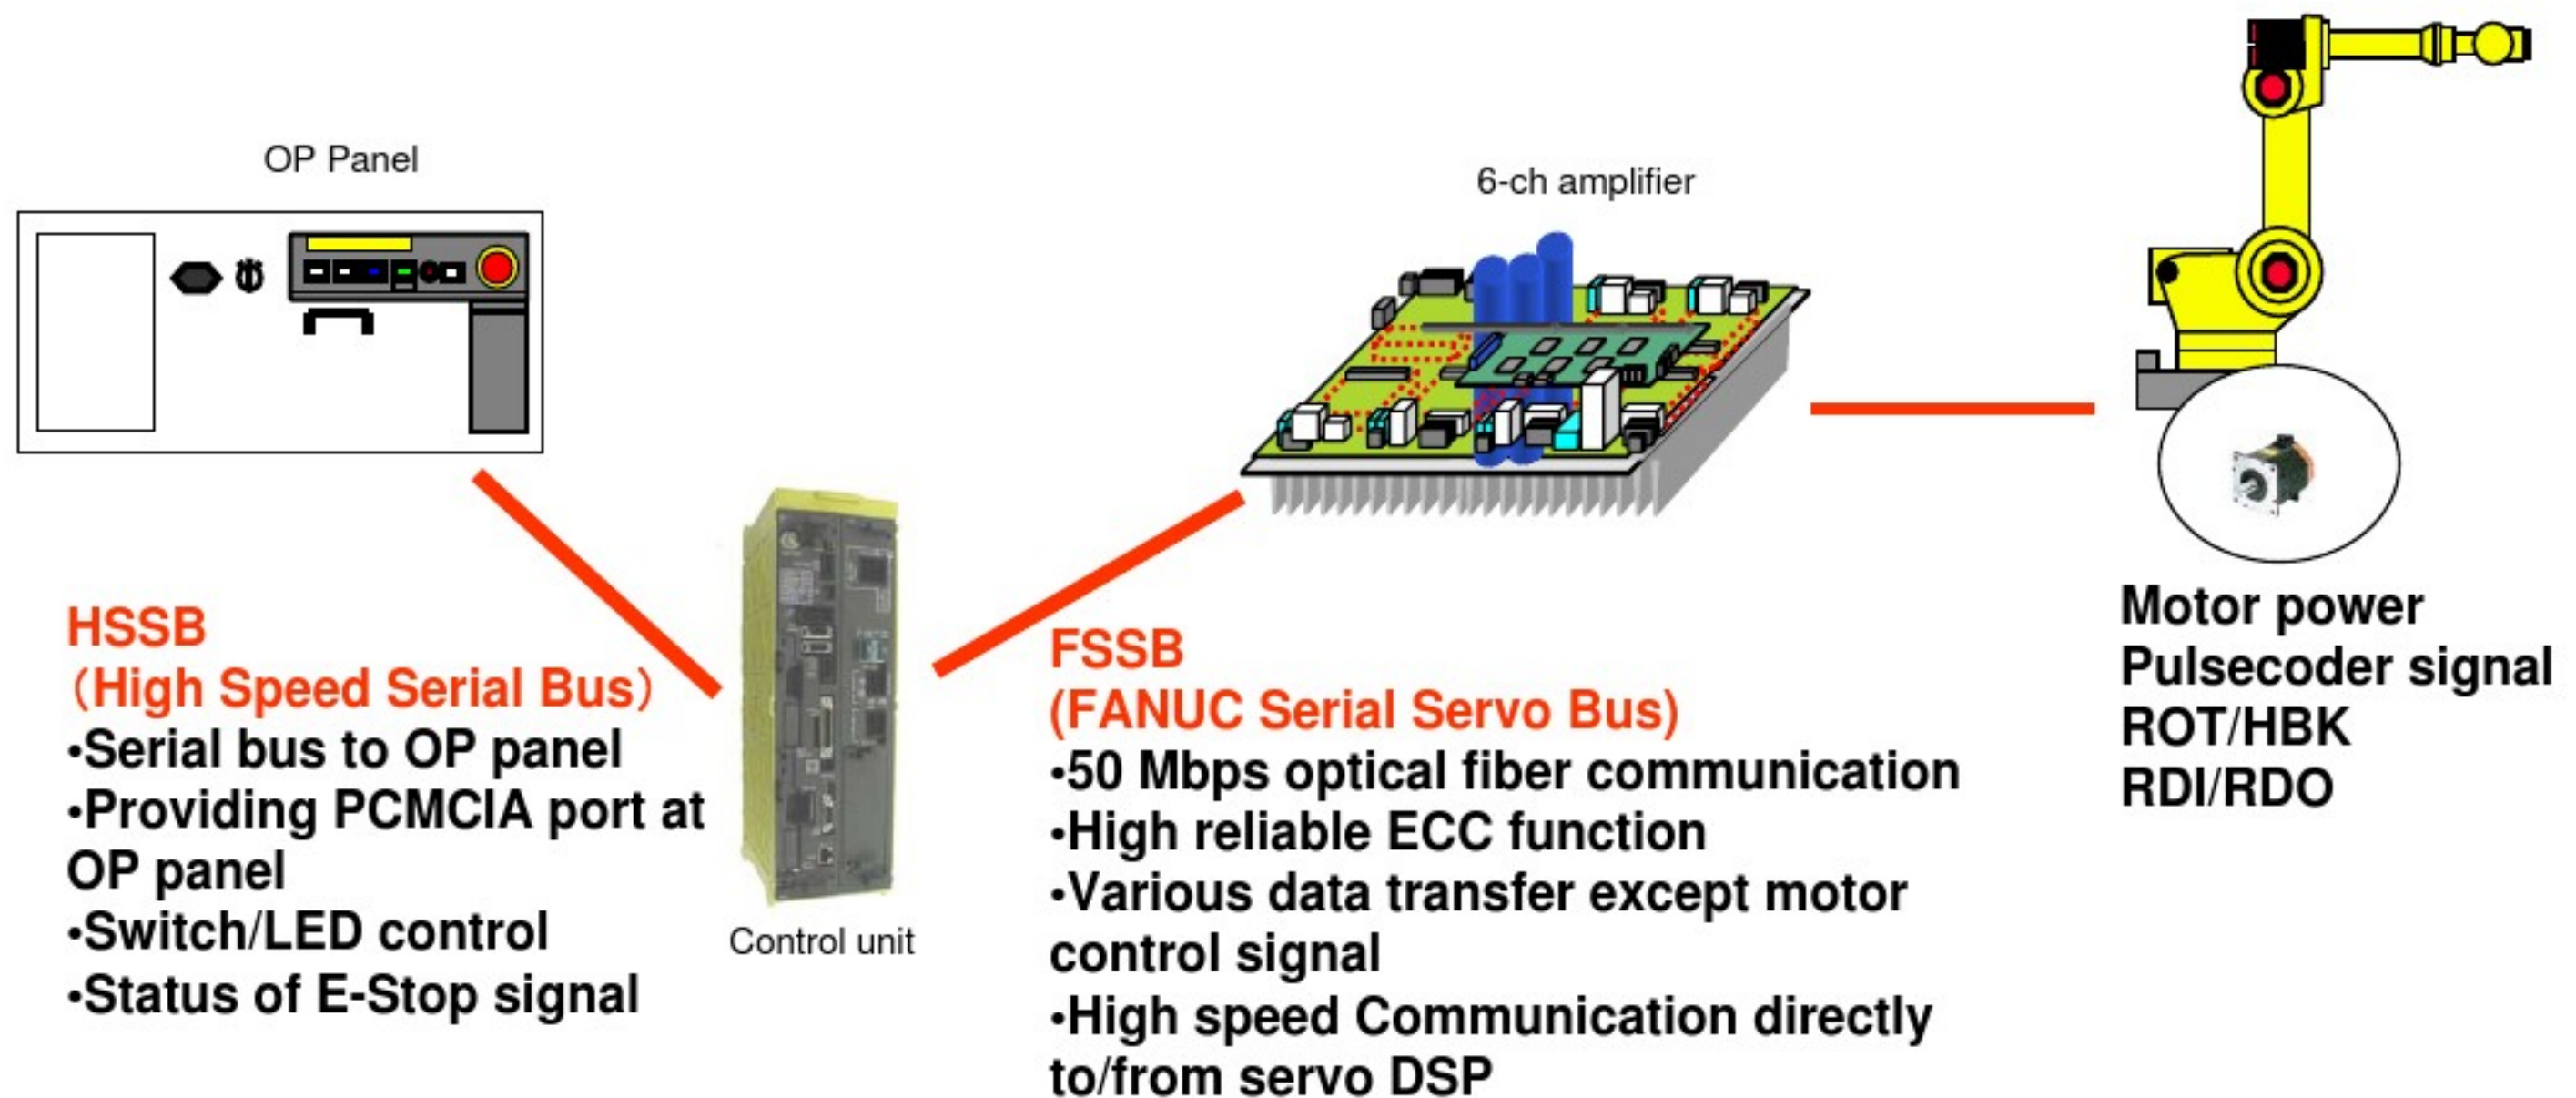 OP Panel
6-ch amplifier
HSSB
（High Speed Serial Bus）
•Serial bus to OP panel
•Providing PCMCIA port at
OP panel
•Switch/LED control
•Status of E-Stop signal
Control unit
FSSB
(FANUC Serial Servo Bus)
•50 Mbps optical fiber communication
•High reliable ECC function
•Various data transfer except motor
control signal
•High speed Communication directly
to/from servo DSP
Motor power
Pulsecoder signal
ROT/HBK
RDI/RDO